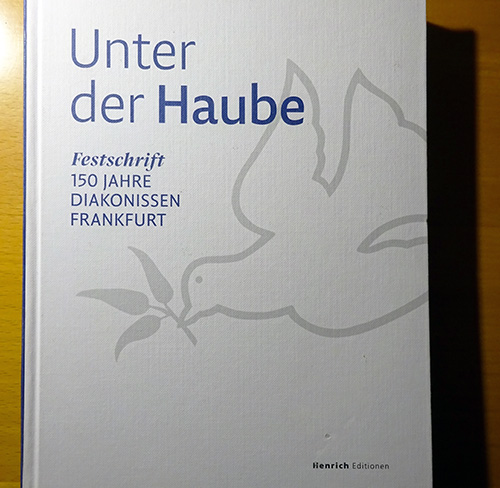 Unter
der Haube
Festschrift
150 JAHRE
DIAKONISSEN
FRANKFURT
Henrich Editionen